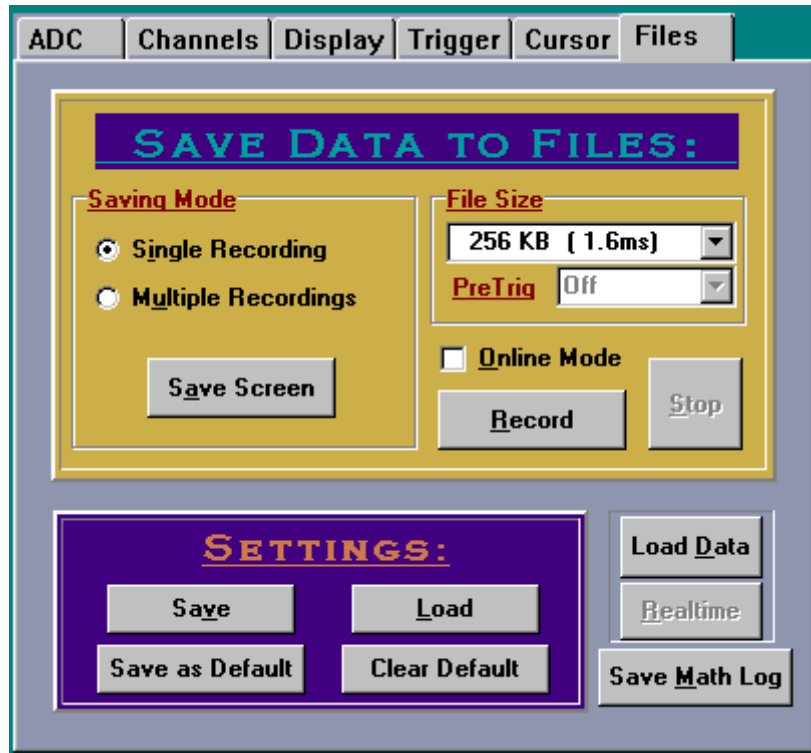 ADC Channels Display Trigger Cursor Files
SAVE DATA TO FILES:
Saving Mode
Single Recording
Multiple Recordings
Save Screen
File Size
256 KB ( 1.6ms)
PreTrig Off
Online Mode
Record
Stop
SETTINGS:
Save Load
Save as Default Clear Default
Load Data
Realtime
Save Math Log